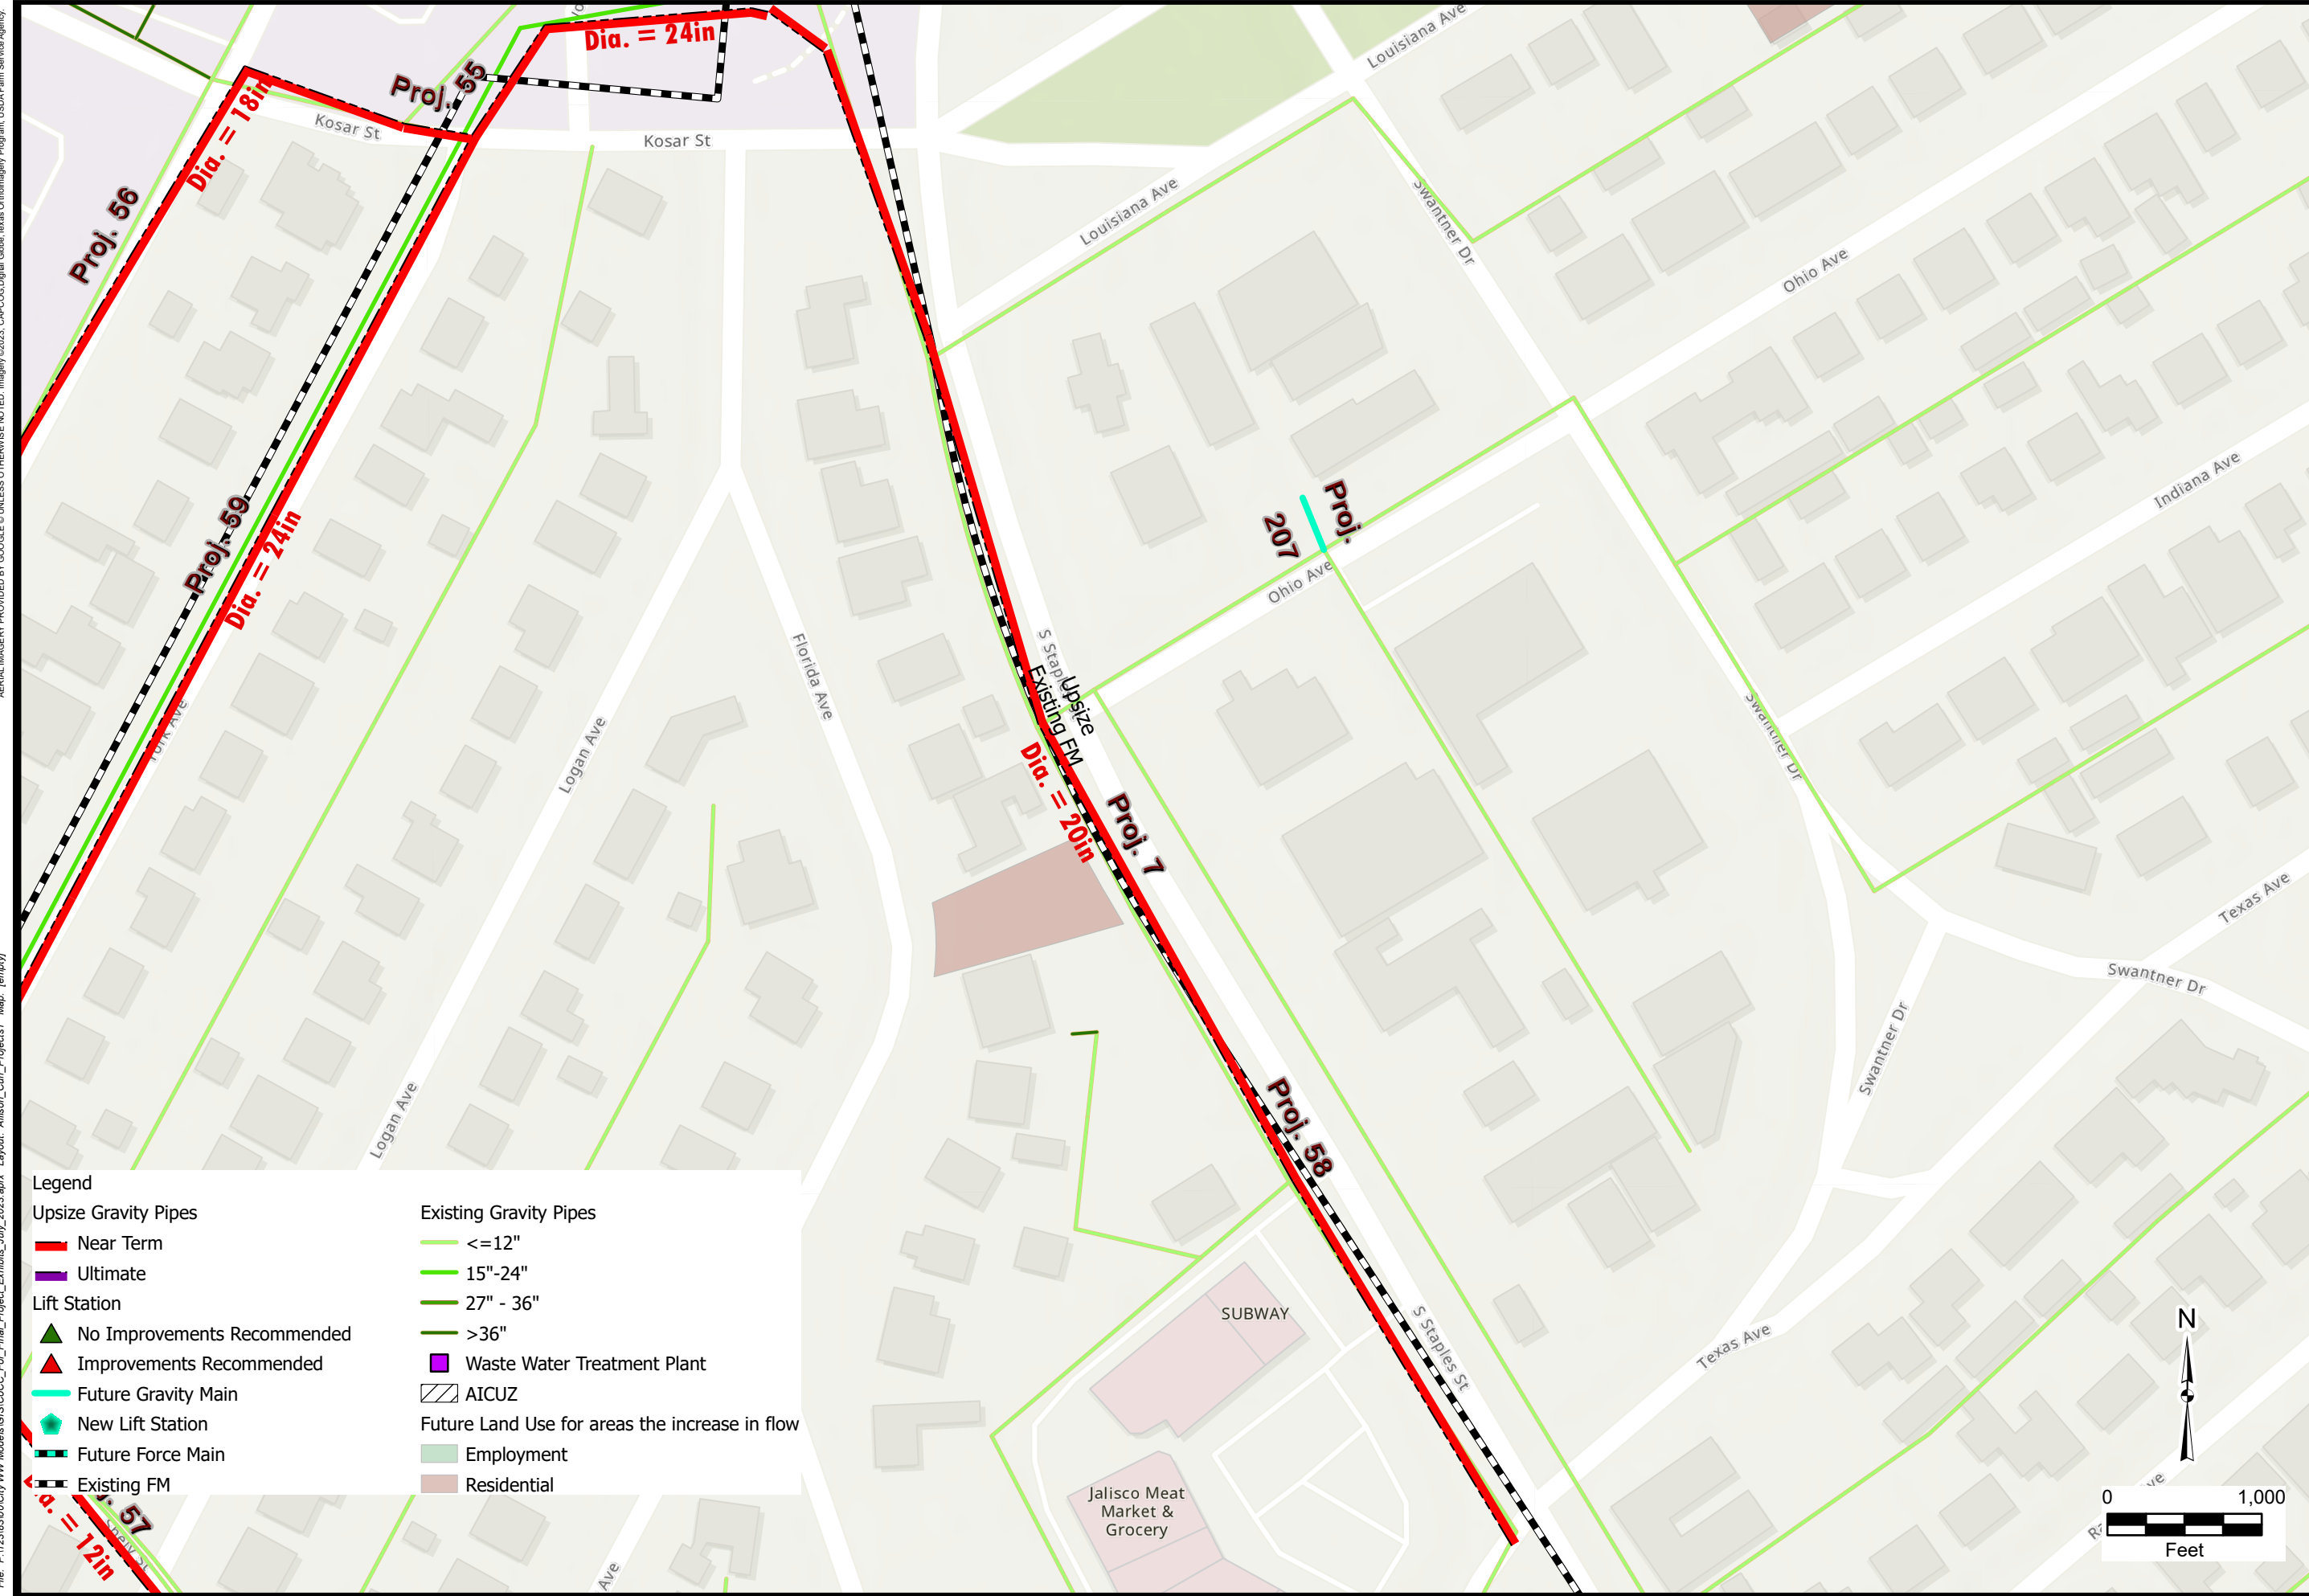 Dia. = 24in
Proj. 55
Dia. = 18in
Kosar St
Kosar St
Louisiana Ave
Proj. 56
Louisiana Ave
Swantner Dr
Ohio Ave
Indiana Ave
Proj. 59
Dia. = 24in
Proj.
207
Ohio Ave
Florida Ave
Logan Ave
York Ave
Upsize
Existing FM
Dia. = 20in
Proj. 7
Swantner Dr
Texas Ave
Swantner Dr
Swantner Dr
Logan Ave
Proj. 58
SUBWAY
S Staples St
Texas Ave
Jalisco Meat
Market &
Grocery
Legend
Upsize Gravity Pipes
Near Term
Ultimate
Lift Station
No Improvements Recommended
Improvements Recommended
Future Gravity Main
New Lift Station
Future Force Main
Existing FM
Existing Gravity Pipes
<=12"
15"-24"
27" - 36"
>36"
Waste Water Treatment Plant
AICUZ
Future Land Use for areas the increase in flow
Employment
Residential
57
= 12in
Ave
N
0 1,000
Feet